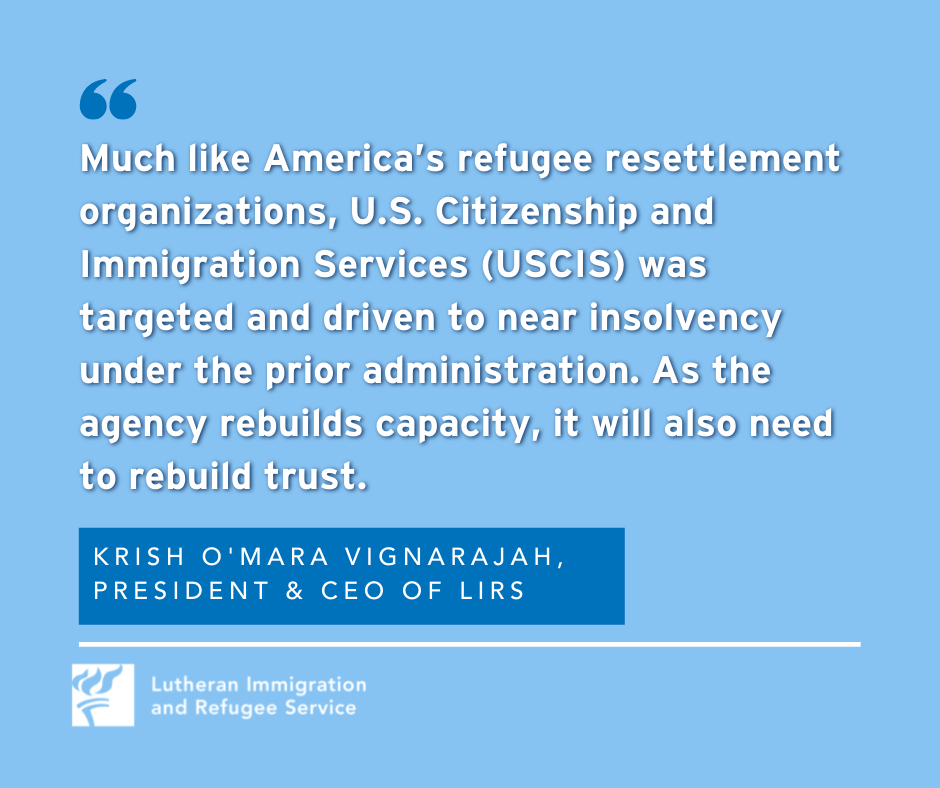 “
Much like America’s refugee resettlement
organizations, U.S. Citizenship and
Immigration Services (USCIS) was
targeted and driven to near insolvency
under the prior administration. As the
agency rebuilds capacity, it will also need
to rebuild trust.
KRISH O'MARA VIGNARAJAH,
PRESIDENT & CEO OF LIRS
Lutheran Immigration
and Refugee Service